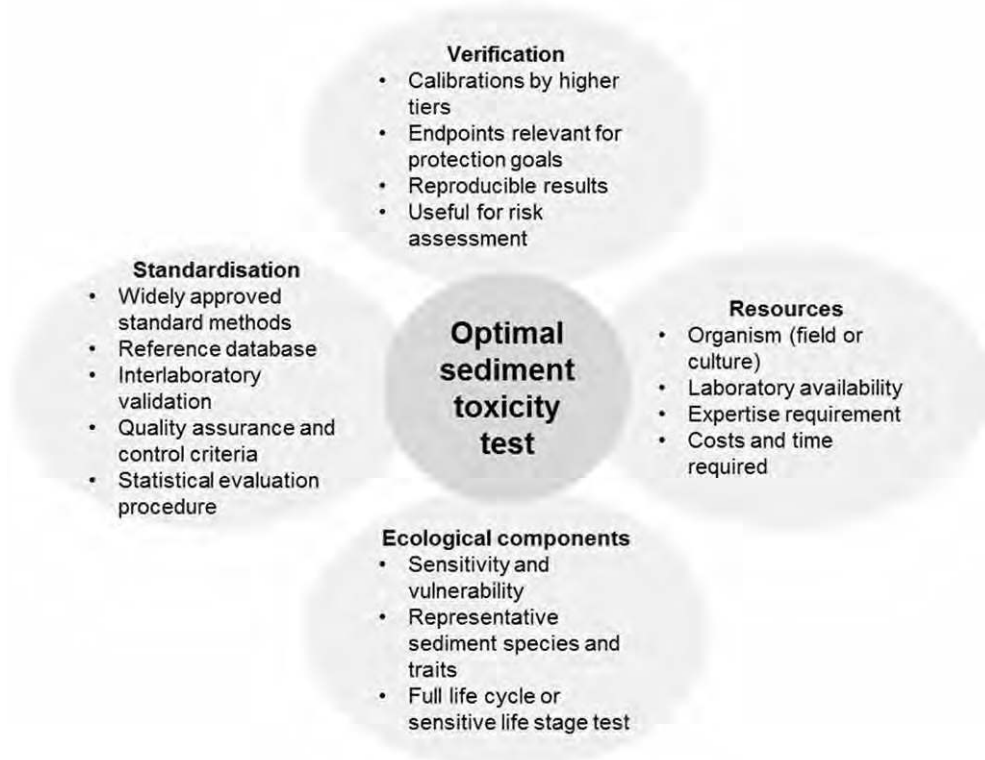 Verification
• Calibrations by higher
tiers
• Endpoints relevant for
protection goals
• Reproducible results
• Useful for risk
assessment
Standardisation
• Widely approved
standard methods
• Reference database
• Interlaboratory
validation
• Quality assurance and
control criteria
• Statistical evaluation
procedure
Optimal
sediment
toxicity
test
Resources
• Organism (field or
culture)
• Laboratory availability
• Expertise requirement
• Costs and time
required
Ecological components
• Sensitivity and
vulnerability
• Representative
sediment species and
traits
• Full life cycle or
sensitive life stage test